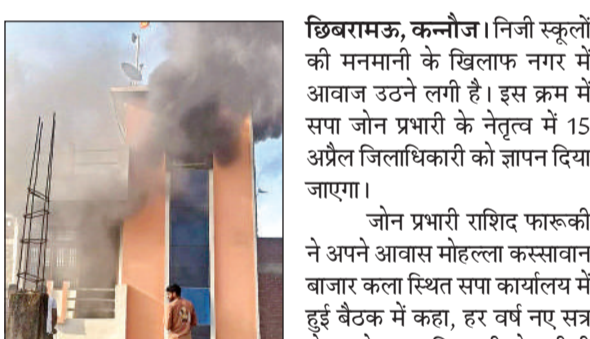 छिबरामऊ, कन्नौज। निजी स्कूलों
की मनमानी के खिलाफ नगर में
आवाज उठने लगी है। इस क्रम में
सपा जोन प्रभारी के नेतृत्व में 15
अप्रैल जिलाधिकारी को ज्ञापन दिया
जाएगा।
जोन प्रभारी राशिद फारूकी
ने अपने आवास मोहल्ला कस्सावान
बाजार कला स्थित सपा कार्यालय में
हुई बैठक में कहा, हर वर्ष नए सत्र